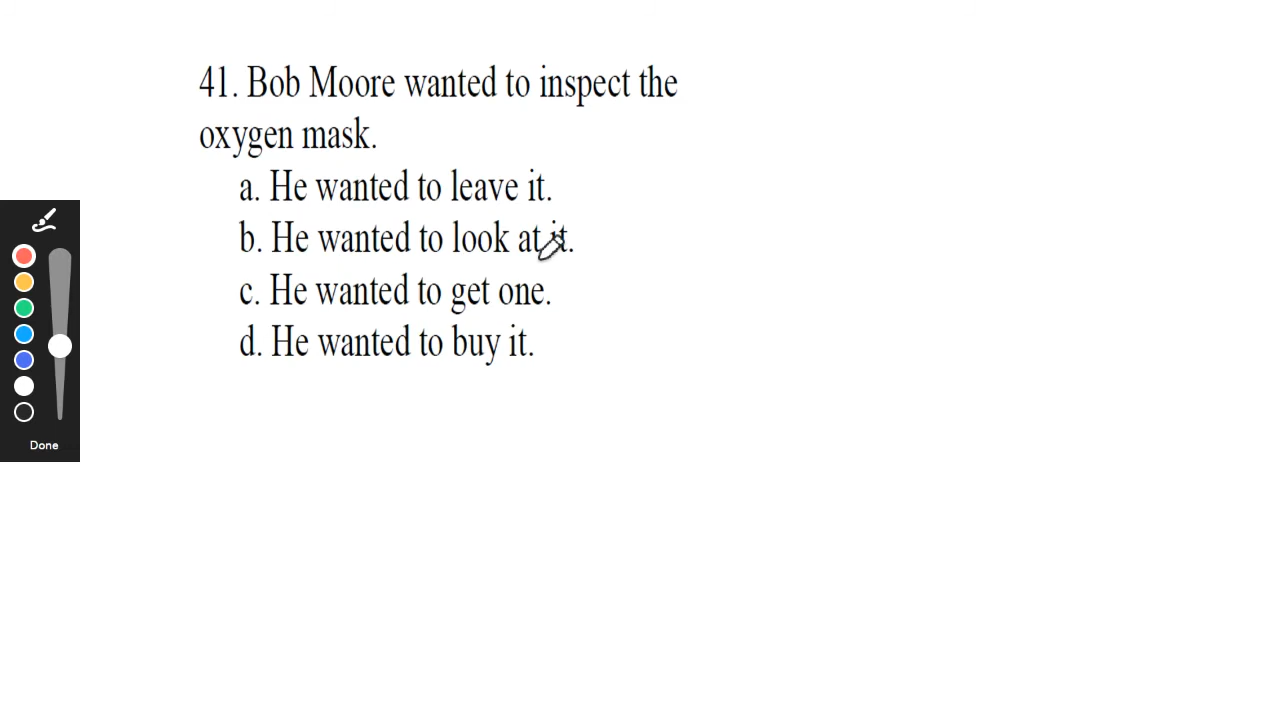 41. Bob Moore wanted to inspect the
oxygen mask.
a. He wanted to leave it.
b. He wanted to look at it.
c. He wanted to get one.
d. He wanted to buy it.
Done